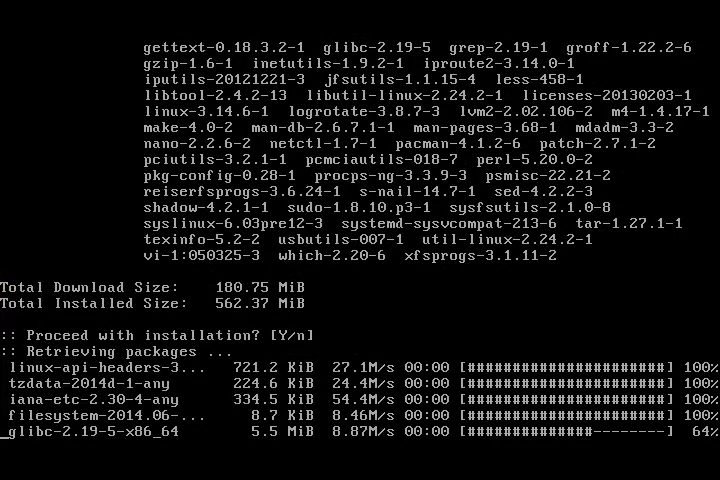 gettext-0.18.3.2-1  glibc-2.19-5  grep-2.19-1  groff-1.22.2-6
gzip-1.6-1  inetutils-1.9.2-1  iproute2-3.14.0-1
iputils-20121221-3  jfsutils-1.1.15-4  less-458-1
libtool-2.4.2-13  libutil-linux-2.24.2-1  licenses-20130203-1
linux-3.14.6-1  logrotate-3.8.7-3  lvm2-2.02.106-2  m4-1.4.17-1
make-4.0-2  man-db-2.6.7.1-1  man-pages-3.68-1  mdadm-3.3-2
nano-2.2.6-2  netctl-1.7-1  pacman-4.1.2-6  patch-2.7.1-2
pciutils-3.2.1-1  pcmciautils-018-7  perl-5.20.0-2
pkg-config-0.28-1  procps-ng-3.3.9-3  psmisc-22.21-2
reiserfsprogs-3.6.24-1  s-nail-14.7-1  sed-4.2.2-3
shadow-4.2.1-1  sudo-1.8.10.p3-1  sysfsutils-2.1.0-8
syslinux-6.03pre12-3  systemd-sysvcompat-213-6  tar-1.27.1-1
texinfo-5.2-2  usbutils-007-1  util-linux-2.24.2-1
vi-1:050325-3  which-2.20-6  xfsprogs-3.1.11-2
Total Download Size:    180.75 MiB
Total Installed Size:   562.37 MiB
:: Proceed with installation? [Y/n]
:: Retrieving packages ...
linux-api-headers-3...   721.2 KiB  27.1M/s 00:00 [######################] 100%
tzdata-2014d-1-any       224.6 KiB  24.4M/s 00:00 [######################] 100%
iana-etc-2.30-4-any      334.5 KiB  54.4M/s 00:00 [######################] 100%
filesystem-2014.06-...     8.7 KiB  8.46M/s 00:00 [######################] 100%
_glibc-2.19-5-x86_64        5.5 MiB  8.87M/s 00:00 [##############--------]  64%